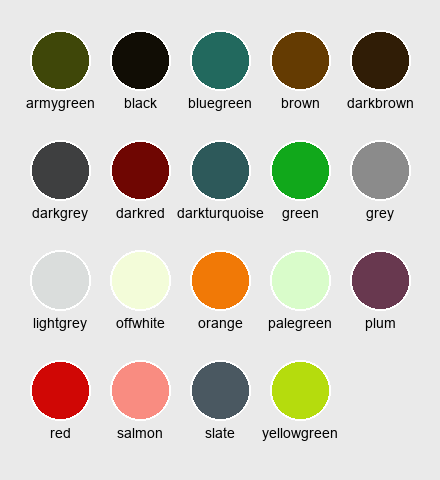 armygreen black bluegreen brown darkbrown
darkgrey darkred darkturquoise green grey
lightgrey offwhite orange palegreen plum
red salmon slate yellowgreen